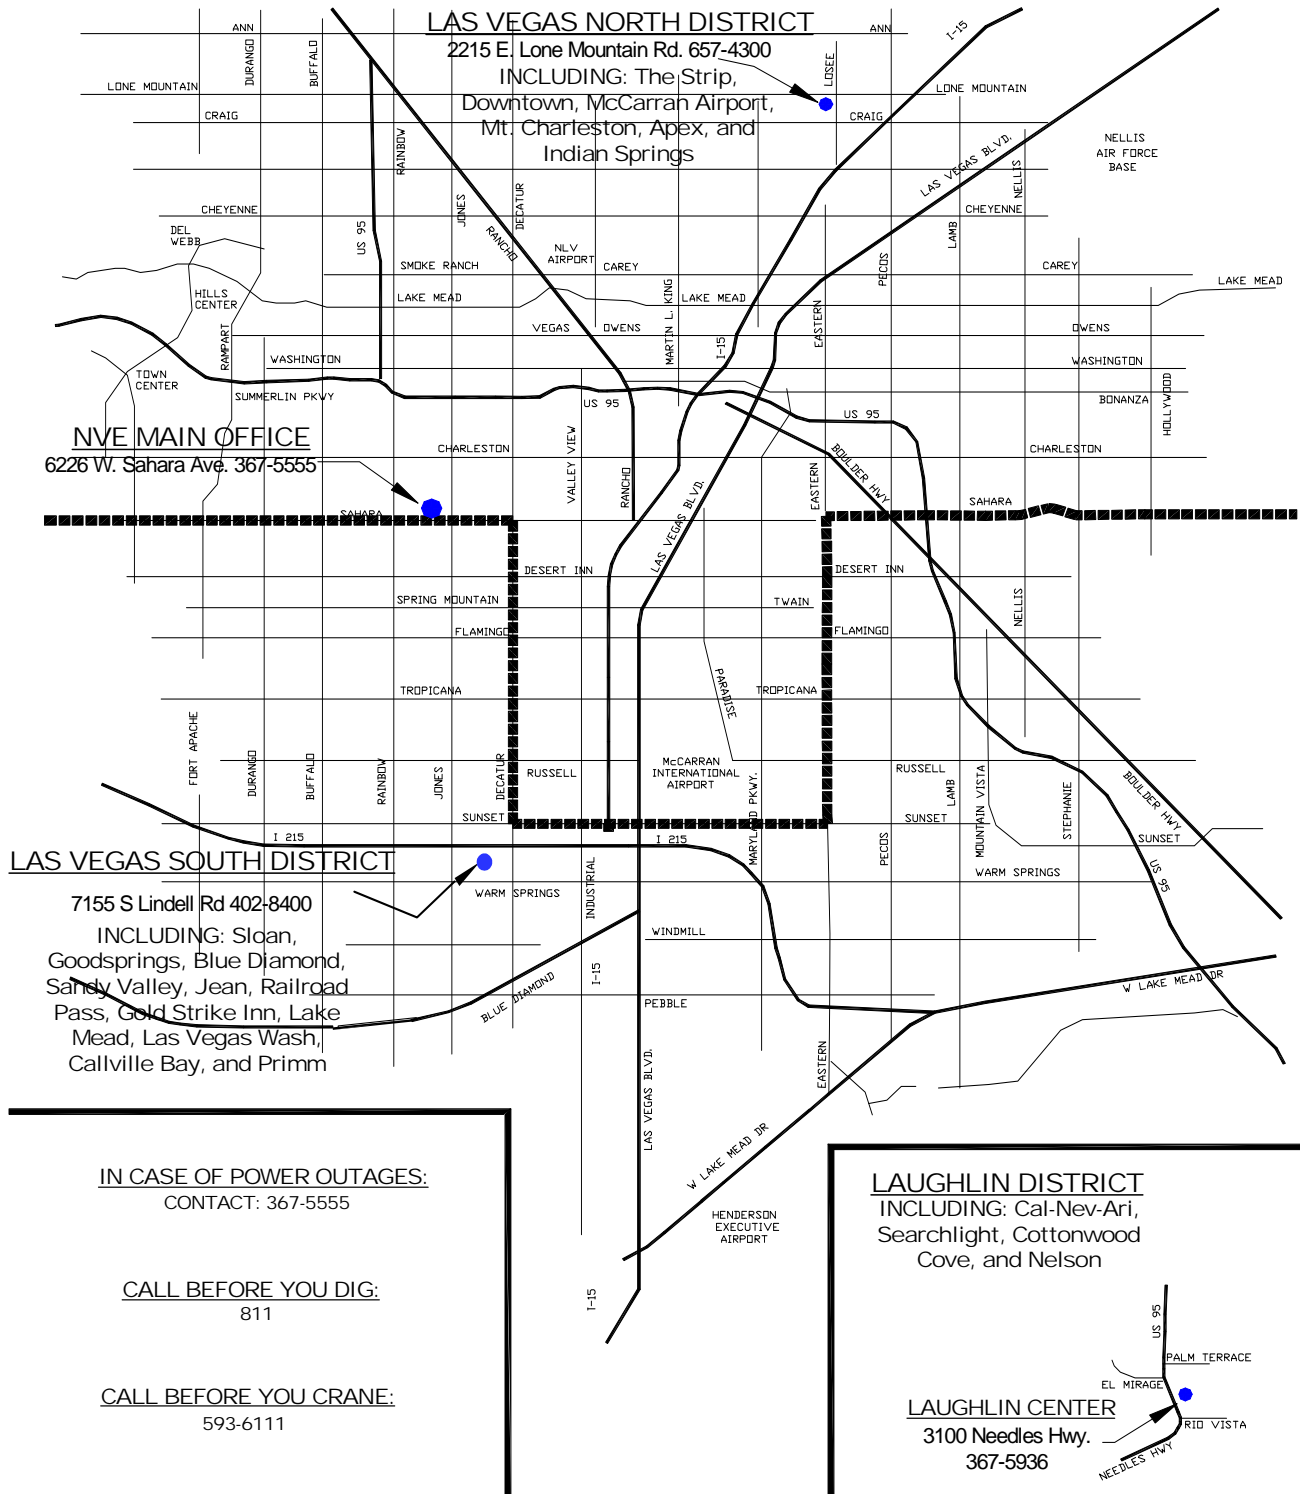 LAS VEGAS NORTH DISTRICT
2215 E. Lone Mountain Rd. 657-4300
INCLUDING: The Strip,
Downtown, McCarran Airport,
Mt. Charleston, Apex, and
Indian Springs
ANN
ANN
I-15
DURANGO
BUFFALO
LOSEE
LONE MOUNTAIN
LONE MOUNTAIN
CRAIG
CRAIG
RAINBOW
LAS VEGAS BLVD.
NELLIS
NELLIS
AIR FORCE
BASE
JONES
DECATUR
CHEYENNE
CHEYENNE
LAMB
DEL
WEBB
US 95
RANCHO
NLV
AIRPORT
SMOKE RANCH
CAREY
PECOS
CAREY
HILLS
CENTER
LAKE MEAD
MARTIN L. KING
LAKE MEAD
LAKE MEAD
EASTERN
RAMPART
VEGAS
OWENS
OWENS
I-15
WASHINGTON
WASHINGTON
TOWN
CENTER
SUMMERLIN PKWY
US 95
US 95
BONANZA
HOLLYWOOD
NVE MAIN OFFICE
6226 W. Sahara Ave. 367-5555
CHARLESTON
VALLEY VIEW
RANCHO
EASTERN
BOULDER HWY
CHARLESTON
SAHARA
LAS VEGAS BLVD.
SAHARA
DESERT INN
DESERT INN
SPRING MOUNTAIN
TWAIN
NELLIS
FLAMINGO
FLAMINGO
TROPICANA
PARADISE
TROPICANA
FORT APACHE
DURANGO
BUFFALO
RAINBOW
JONES
DECATUR
RUSSELL
McCARRAN
INTERNATIONAL
AIRPORT
MARYLAND PKWY.
RUSSELL
LAMB
MOUNTAIN VISTA
STEPHANIE
BOULDER HWY
SUNSET
SUNSET
SUNSET
I 215
I 215
PECOS
US 95
LAS VEGAS SOUTH DISTRICT
7155 S Lindell Rd 402-8400
INCLUDING: Sloan,
Goodsprings, Blue Diamond,
Sandy Valley, Jean, Railroad
Pass, Gold Strike Inn, Lake
Mead, Las Vegas Wash,
Callville Bay, and Primm
WARM SPRINGS
INDUSTRIAL
WARM SPRINGS
WINDMILL
BLUE DIAMOND
I-15
PEBBLE
W LAKE MEAD DR
LAS VEGAS BLVD.
EASTERN
W LAKE MEAD DR
HENDERSON
EXECUTIVE
AIRPORT
I-15
IN CASE OF POWER OUTAGES:
CONTACT: 367-5555
CALL BEFORE YOU DIG:
811
CALL BEFORE YOU CRANE:
593-6111
LAUGHLIN DISTRICT
INCLUDING: Cal-Nev-Ari,
Searchlight, Cottonwood
Cove, and Nelson
US 95
PALM TERRACE
EL MIRAGE
LAUGHLIN CENTER
3100 Needles Hwy.
367-5936
RIO VISTA
NEEDLES HWY